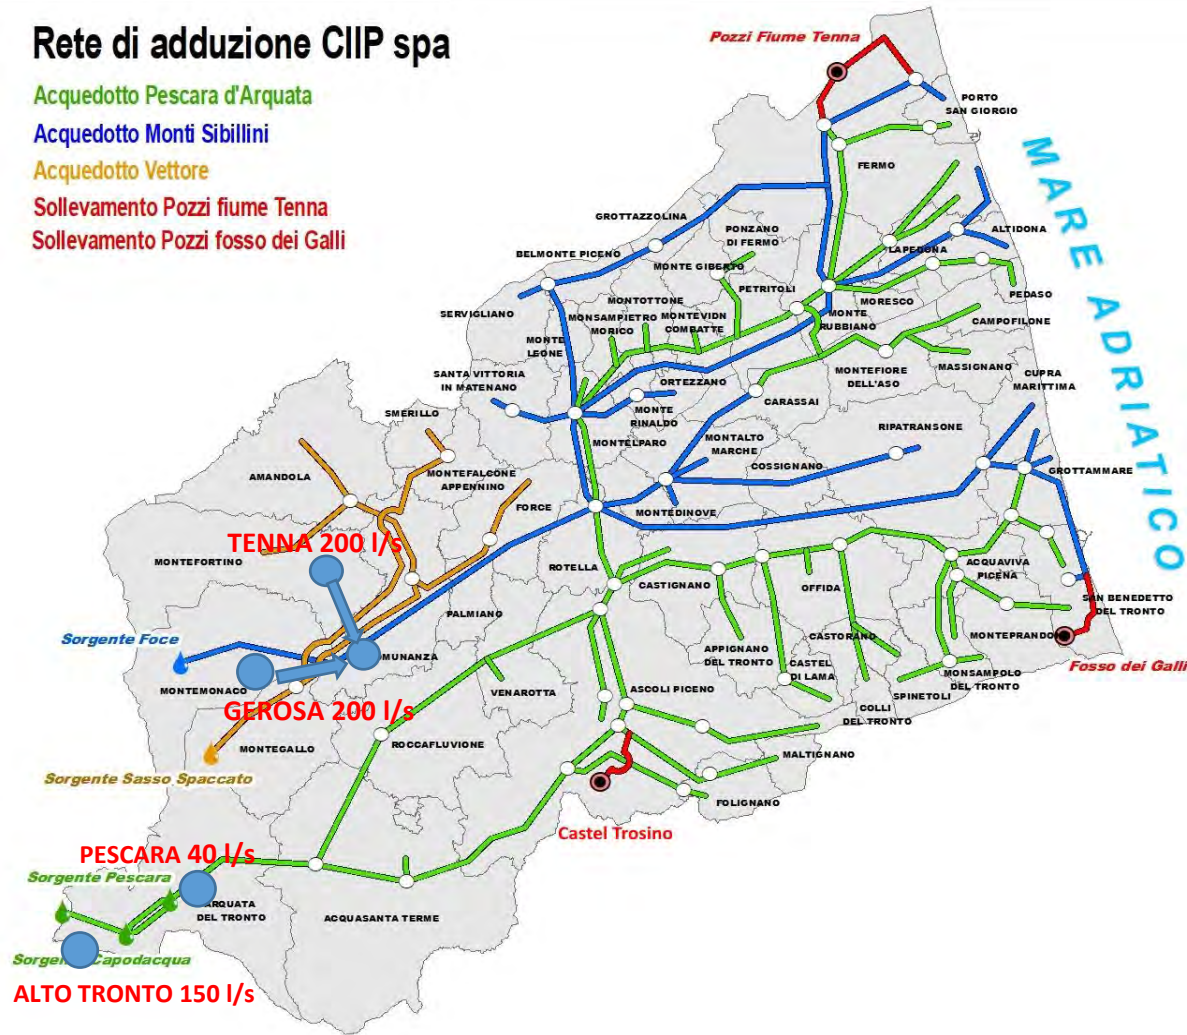 Rete di adduzione CIIP spa
Acquedotto Pescara d'Arquata
Acquedotto Monti Sibillini
Acquedotto Vettore
Sollevamento Pozzi fiume Tenna
Sollevamento Pozzi fosso dei Galli
Pozzi Fiume Tenna
PORTO
SAN GIORGIO
FERMO
MARE ADRIATICO
GROTTAZZOLINA
PONZANO
DI FERMO
ALTIDONA
LAPEDONA
BELMONTE PICENO
MONTE GIBERTO
PETRITOLI
MORESCO
PEDASO
SERVIGLIANO
MONTOTTONE
MONSAMPIETRO
MORICO
MONTEVIDN
COMBATTE
MONTE
RUBBIANO
CAMPOFILONE
MONTE
LEONE
MASSIGNANO
SANTA VITTORIA
IN MATENANO
ORTEZZANO
MONTEFIORE
DELL'ASO
CUPRA
MARITTIMA
CARASSAI
SMERILLO
MONTE
RINALDO
RIPATRANSONE
MONTELPARO
MONTALTO
MARCHE
COSSIGNANO
GROTTAMMARE
AMANDOLA
MONTEFALCONE
APPENNINO
FORCE
MONTEDINOVE
TENNA 200 l/s
MONTEFORTINO
ROTELLA
CASTIGNANO
OFFIDA
ACQUAVIVA
PICENA
SAN BENEDETTO
DEL TRONTO
PALMIANO
Sorgente Foce
MUNANZA
APPIGNANO
DEL TRONTO
CASTORANO
MONTEPRANDO
Fosso dei Galli
CASTEL
DI LAMA
MONSAMPOLO
DEL TRONTO
SPINETOLI
MONTEMONACO
VENAROTTA
ASCOLI PICENO
COLLI
DEL TRONTO
GEROSA 200 l/s
MONTEGALLO
ROCCAFLUVIONE
MALTIGNANO
Sorgente Sasso Spaccato
FOLIGNANO
Castel Trosino
PESCARA 40 l/s
Sorgente Pescara
ARQUATA
DEL TRONTO
ACQUASANTA TERME
Sorgen Capodacqua
ALTO TRONTO 150 l/s